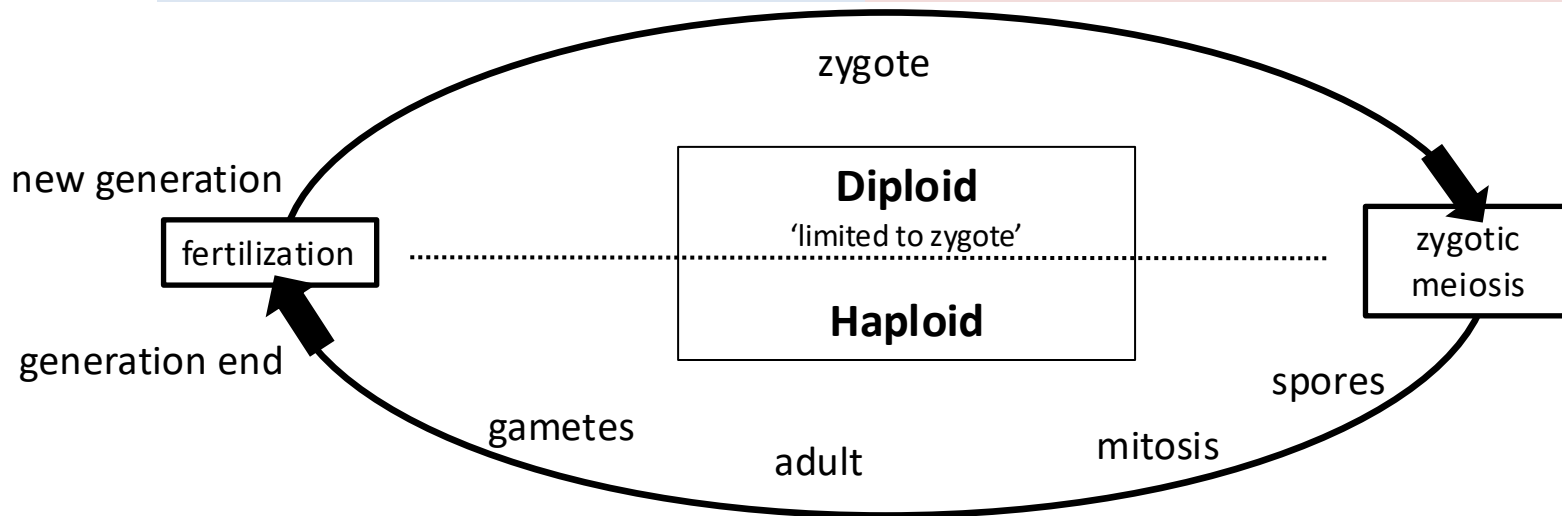 zygote
new generation
Diploid
'limited to zygote'
fertilization
zygotic
meiosis
Haploid
generation end
spores
gametes
mitosis
adult